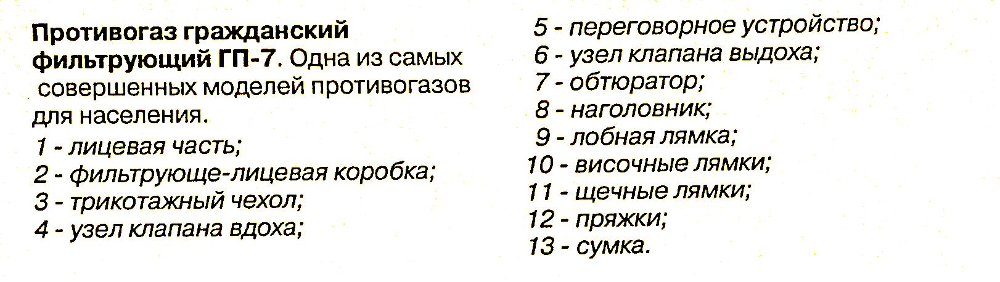 Противогаз гражданский
фильтрующий ГП-7. Одна из самых
совершенных моделей противогазов
для населения.
1 - лицевая часть;
2 - фильтрующе-лицевая коробка;
3 - трикотажный чехол;
4 - узел клапана вдоха;
5 - переговорное устройство;
6 - узел клапана выдоха;
7 - обтюратор;
8 - наголовник;
9 - лобная лямка;
10 - височные лямки;
11 - щечные лямки;
12 - пряжки;
13 - сумка.